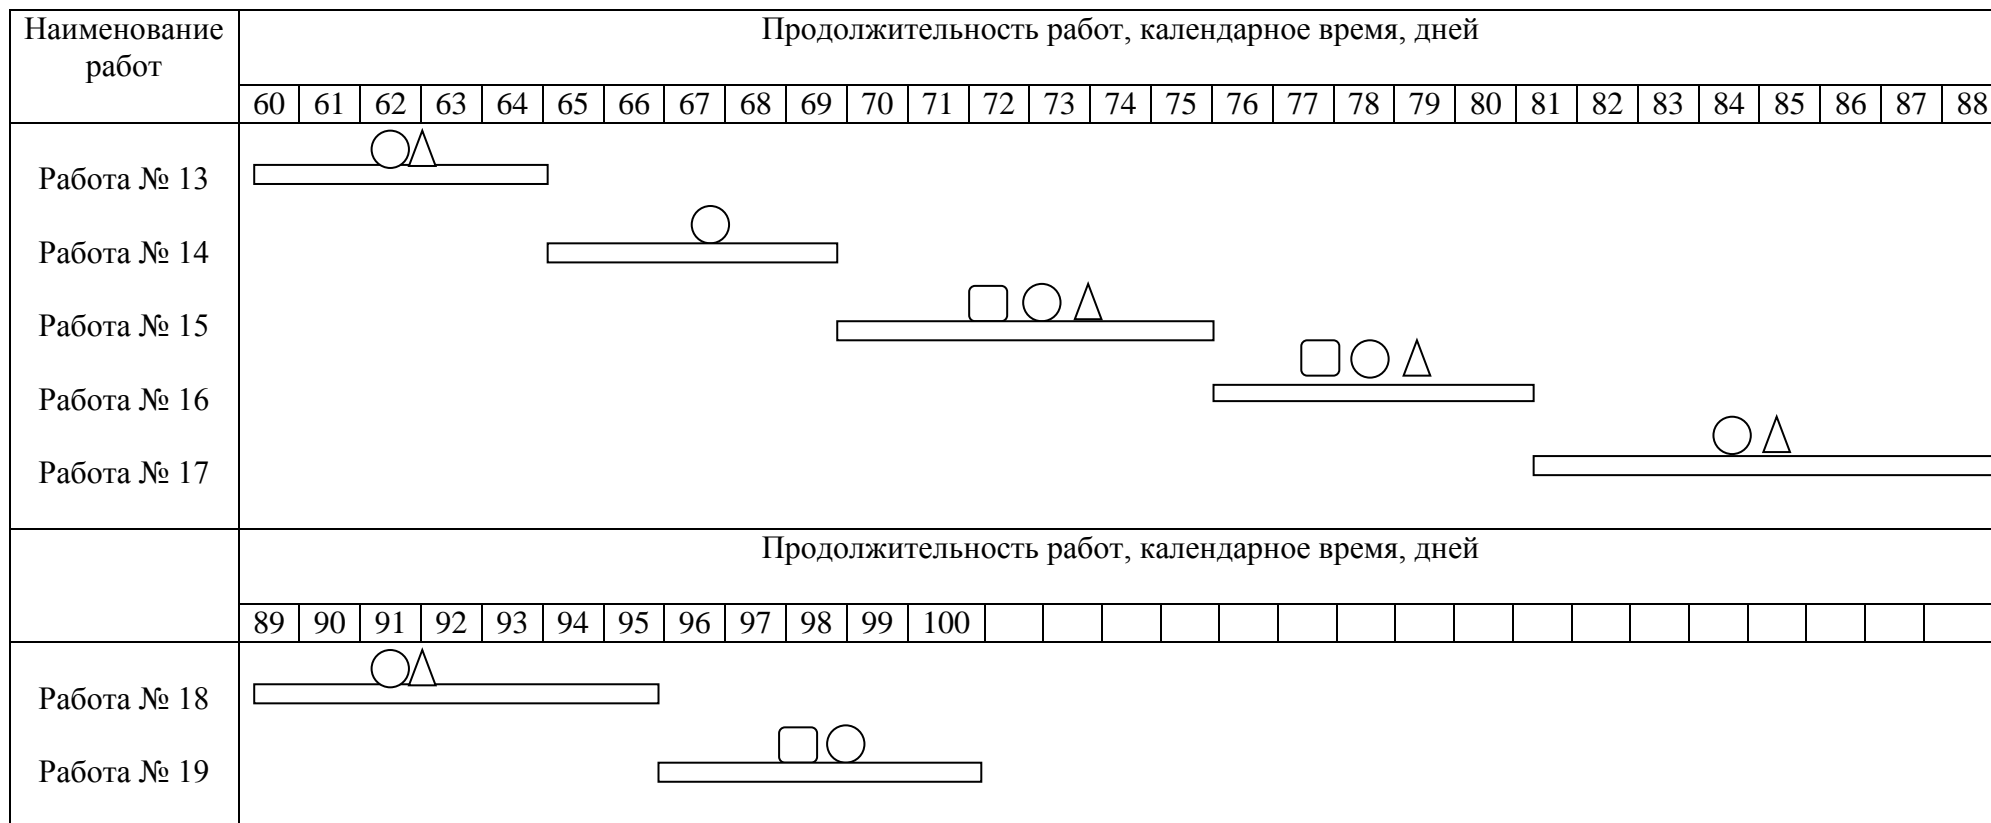 Наименование работ
Продолжительность работ, календарное время, дней
60 61 62 63 64 65 66 67 68 69 70 71 72 73 74 75 76 77 78 79 80 81 82 83 84 85 86 87 88
Работа № 13
Работа № 14
Работа № 15
Работа № 16
Работа № 17
Продолжительность работ, календарное время, дней
89 90 91 92 93 94 95 96 97 98 99 100
Работа № 18
Работа № 19